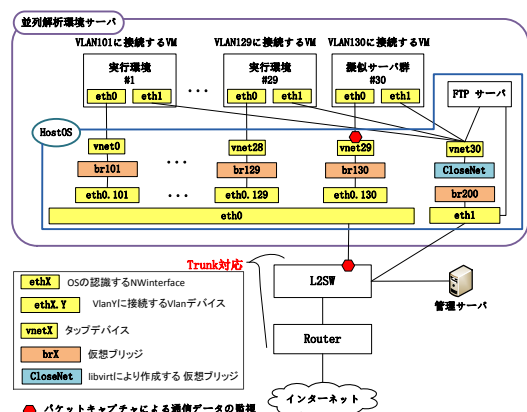 並列解析環境サーバ
VLAN101に接続するVM
VLAN129に接続するVM
VLAN130に接続するVM
実行環境
#1
・・・
実行環境
#29
擬似サーバ群
#30
FTP サーバ
eth0
eth1
eth0
eth1
eth0
eth1
HostOS
vnet0
vnet28
vnet29
vnet30
br101
・・・
br129
br130
CloseNet
eth0.101
・・・
eth0.129
eth0.130
br200
eth0
eth1
Trunk対応
L2SW
管理サーバ
Router
インターネット
ethX
OSの認識するNWinterface
ethX.Y
VlanYに接続するVlanデバイス
vnetX
タップデバイス
brX
仮想ブリッジ
CloseNet
libvirtにより作成する 仮想ブリッジ
パケットキャプチャによる通信データの監視